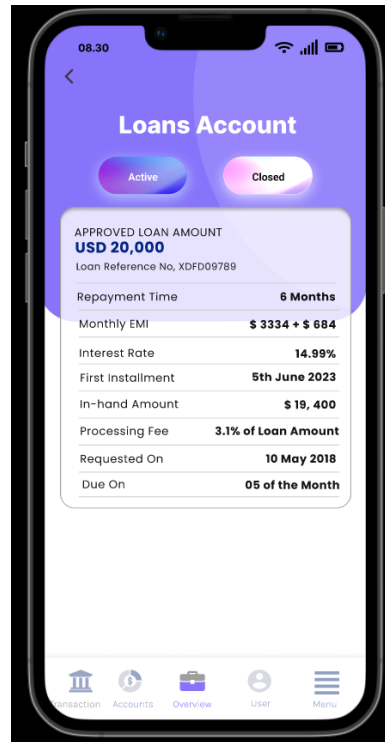 08.30
Loans Account
Active Closed
APPROVED LOAN AMOUNT
USD 20,000
Loan Reference No, XDFD09789
Repayment Time 6 Months
Monthly EMI $ 3334 + $ 684
Interest Rate 14.99%
First Installment 5th June 2023
In-hand Amount $ 19, 400
Processing Fee 3.1% of Loan Amount
Requested On 10 May 2018
Due On 05 of the Month
ransaction Accounts Overview User Menu